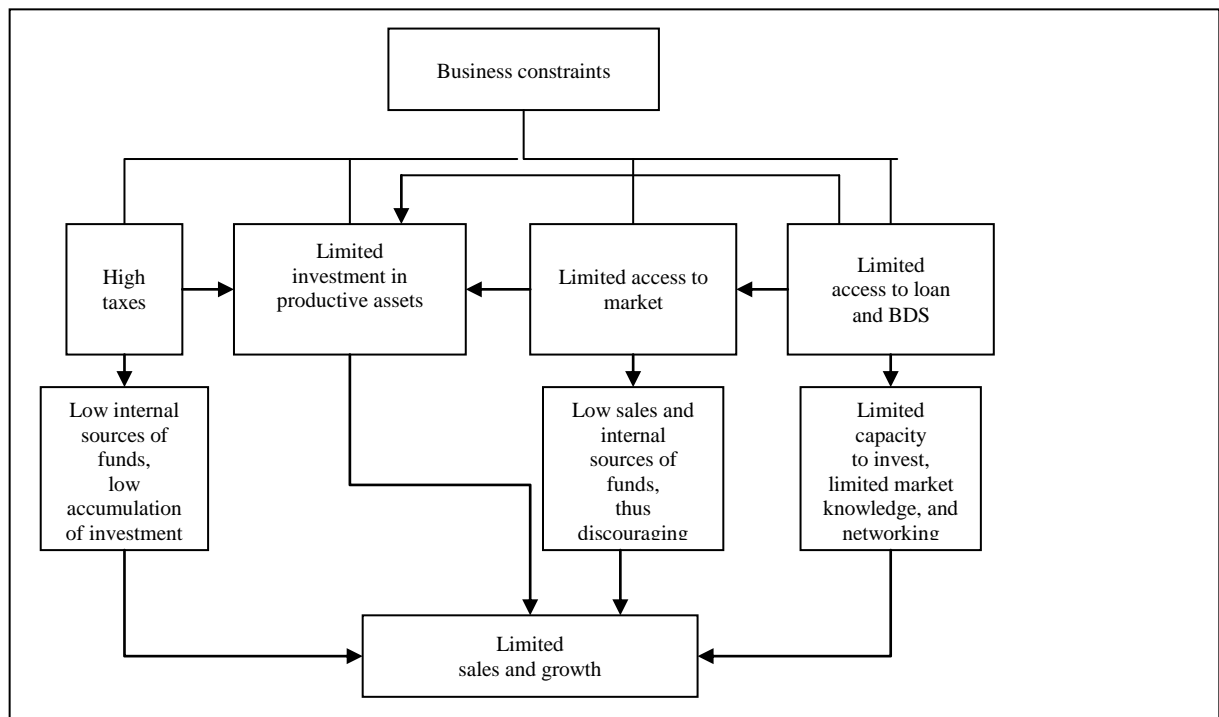 Business constraints
High
taxes
Limited
investment in
productive assets
Limited access to
market
Limited
access to loan
and BDS
Low internal
sources of
funds,
low
accumulation
of investment
Low sales and
internal
sources of
funds,
thus
discouraging
Limited
capacity
to invest,
limited market
knowledge, and
networking
Limited
sales and growth